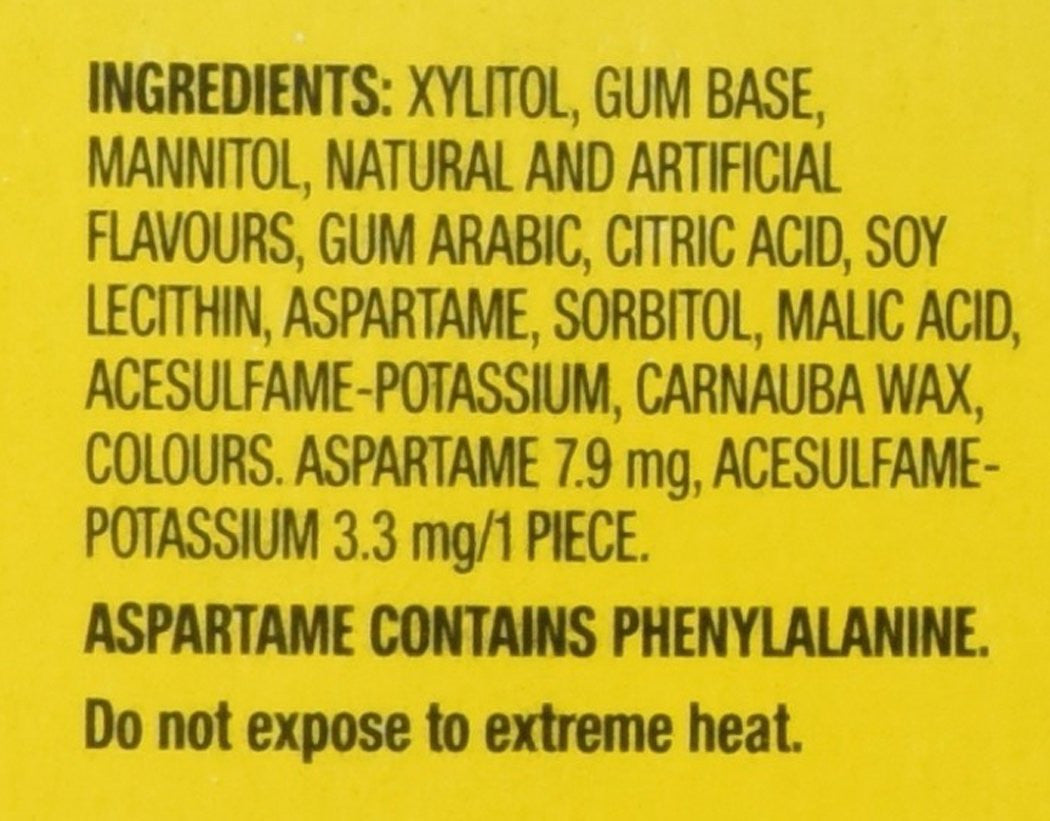 INGREDIENTS: XYLITOL, GUM BASE,
MANNITOL, NATURAL AND ARTIFICIAL
FLAVOURS, GUM ARABIC, CITRIC ACID, SOY
LECITHIN, ASPARTAME, SORBITOL, MALIC ACID,
ACESULFAME-POTASSIUM, CARNAUBA WAX,
COLOURS. ASPARTAME 7.9 mg, ACESULFAME-
POTASSIUM 3.3 mg/1 PIECE.
ASPARTAME CONTAINS PHENYLALANINE.
Do not expose to extreme heat.